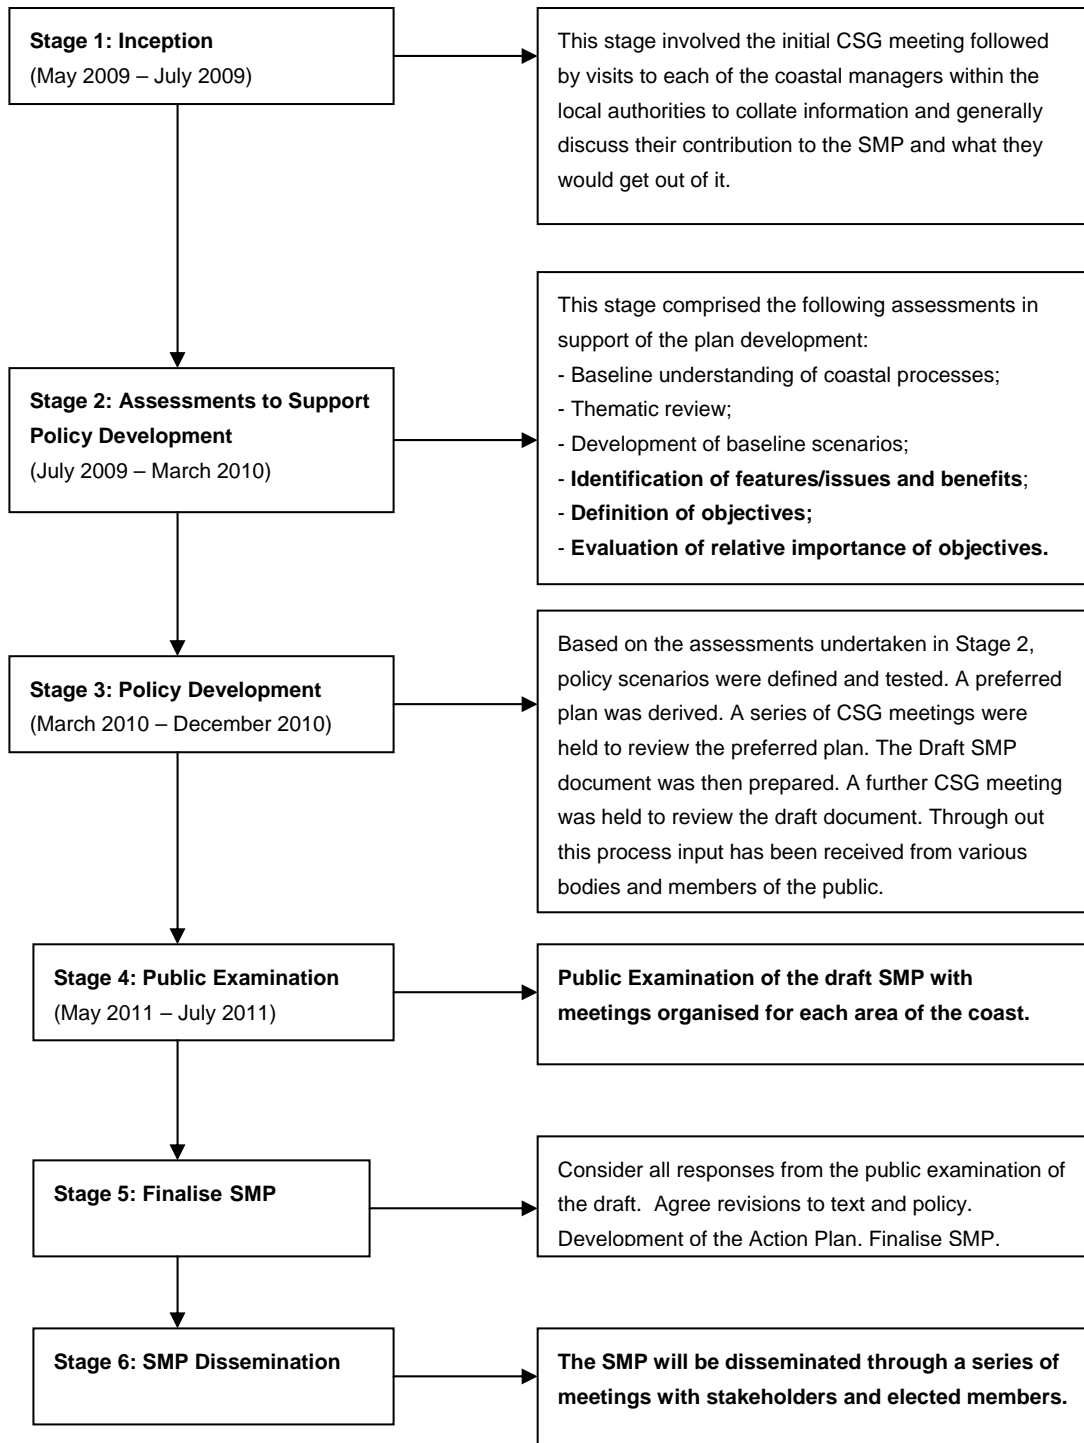 Stage 1: Inception
(May 2009 – July 2009)
This stage involved the initial CSG meeting followed
by visits to each of the coastal managers within the
local authorities to collate information and generally
discuss their contribution to the SMP and what they
would get out of it.
Stage 2: Assessments to Support
Policy Development
(July 2009 – March 2010)
This stage comprised the following assessments in
support of the plan development:
- Baseline understanding of coastal processes;
- Thematic review;
- Development of baseline scenarios;
- Identification of features/issues and benefits;
- Definition of objectives;
- Evaluation of relative importance of objectives.
Stage 3: Policy Development
(March 2010 – December 2010)
Based on the assessments undertaken in Stage 2,
policy scenarios were defined and tested. A preferred
plan was derived. A series of CSG meetings were
held to review the preferred plan. The Draft SMP
document was then prepared. A further CSG meeting
was held to review the draft document. Through out
this process input has been received from various
bodies and members of the public.
Stage 4: Public Examination
(May 2011 – July 2011)
Public Examination of the draft SMP with
meetings organised for each area of the coast.
Stage 5: Finalise SMP
Consider all responses from the public examination of
the draft.  Agree revisions to text and policy.
Development of the Action Plan. Finalise SMP.
Stage 6: SMP Dissemination
The SMP will be disseminated through a series of
meetings with stakeholders and elected members.